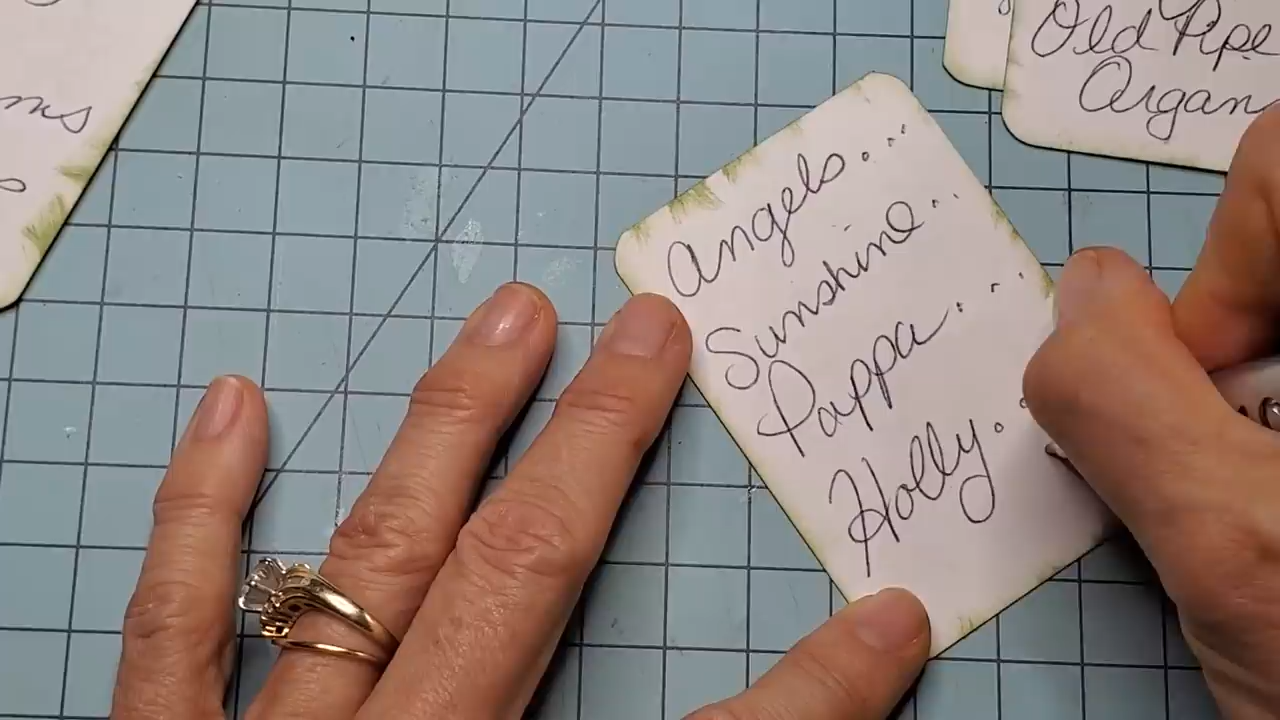 Angels...
Sunshine..
Pappa...
Holly..
Old Pipe
Organ